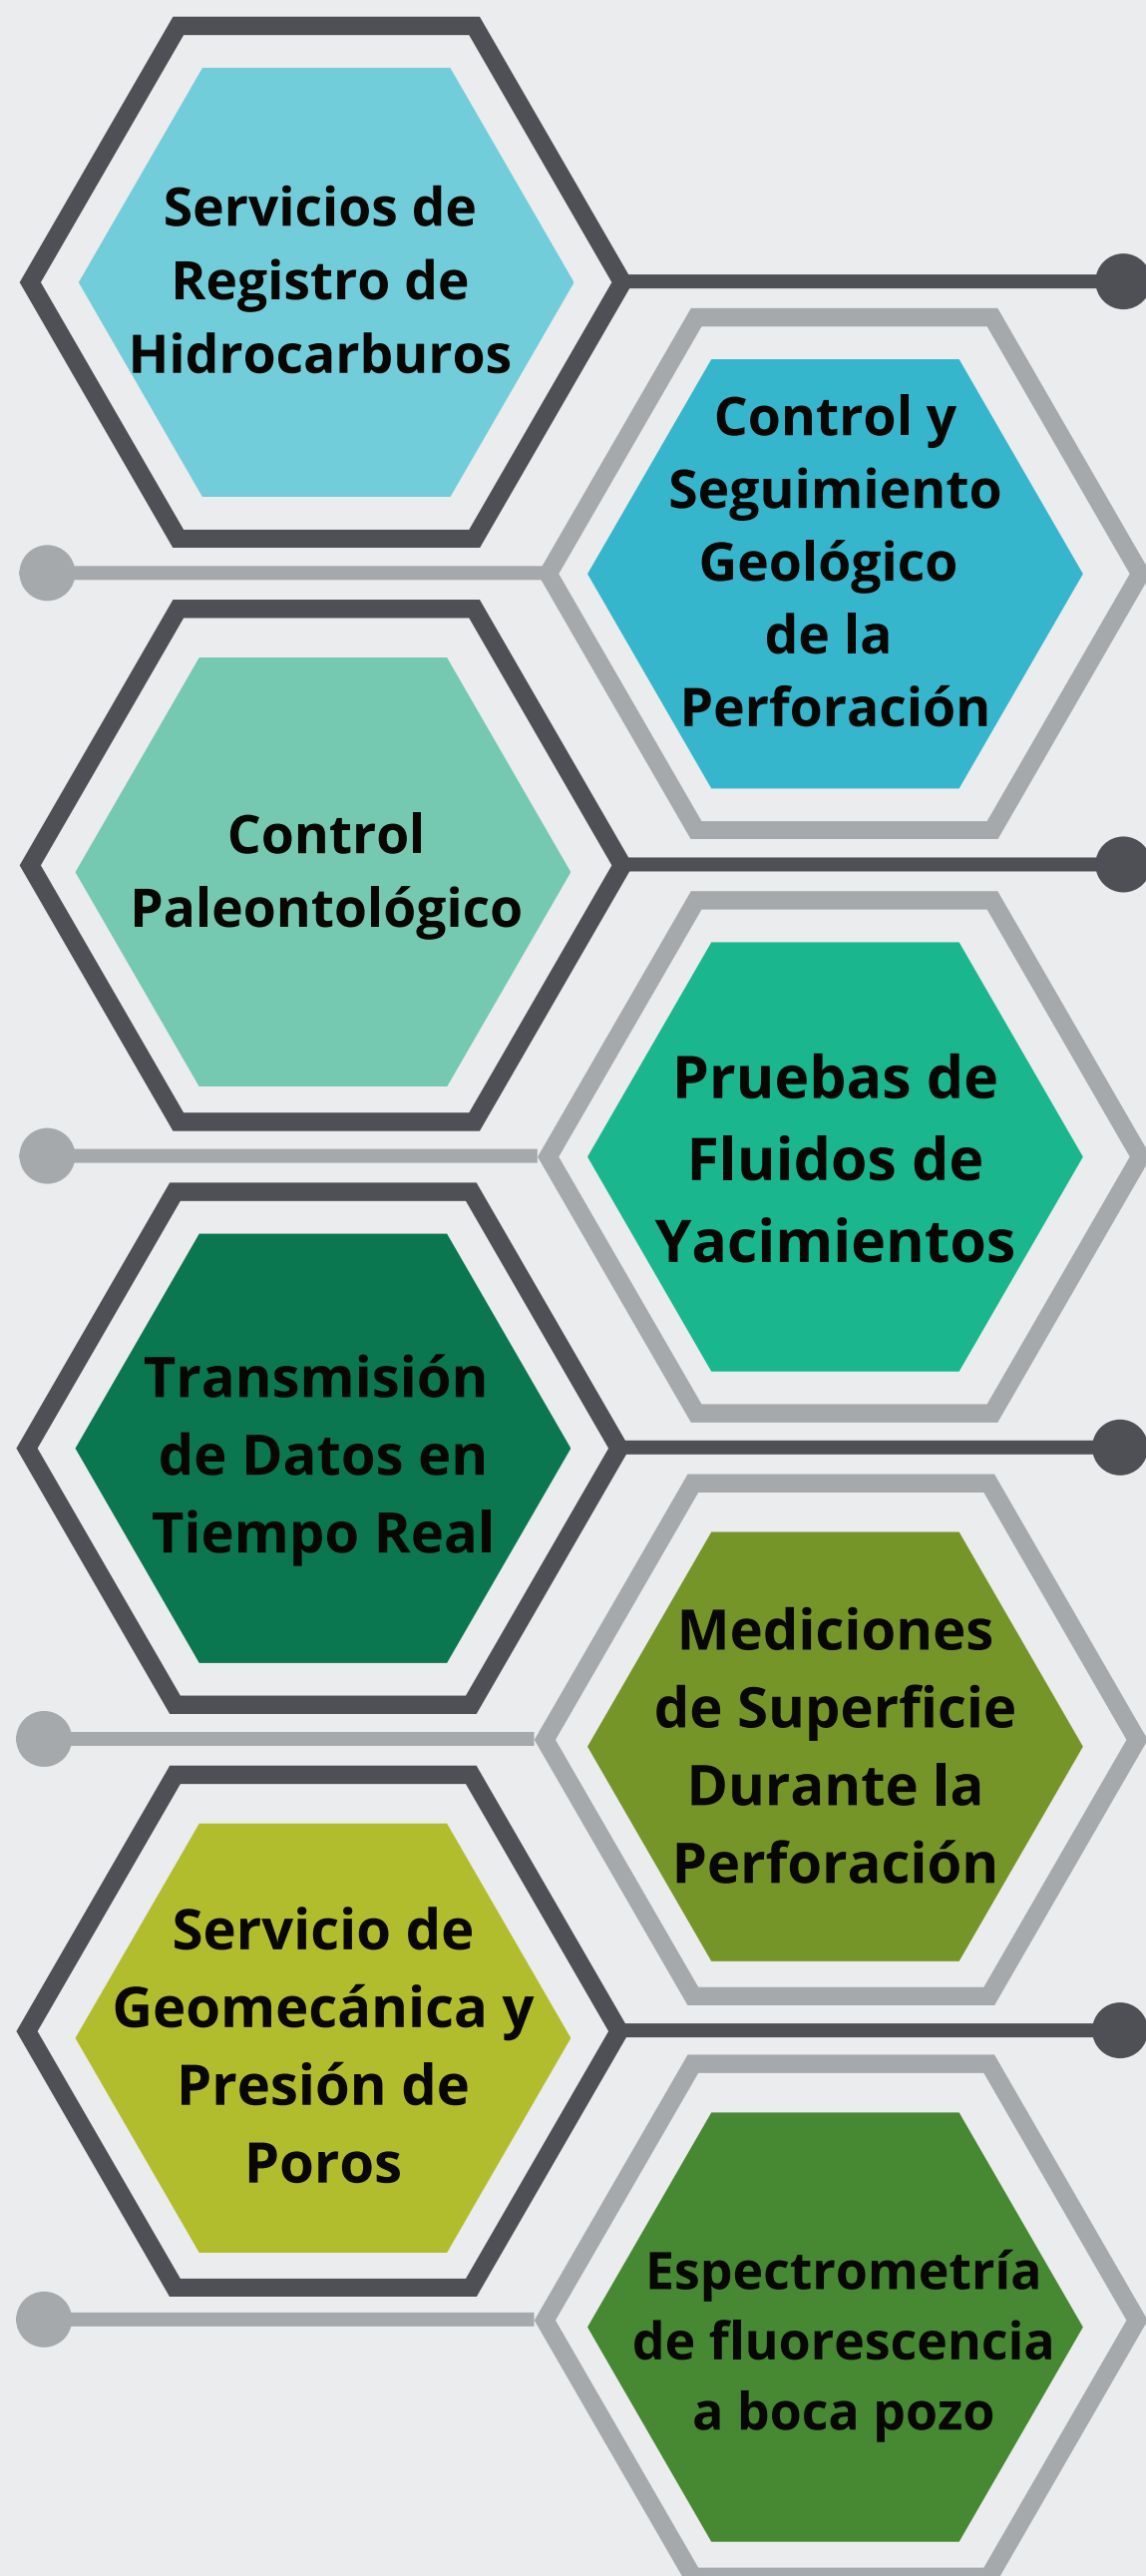 Servicios de
Registro de
Hidrocarburos
Control y
Seguimiento
Geológico
de la
Perforación
Control
Paleontológico
Pruebas de
Fluidos de
Yacimientos
Transmisión
de Datos en
Tiempo Real
Mediciones
de Superficie
Durante la
Perforación
Servicio de
Geomecánica y
Presión de
Poros
Espectrometría
de fluorescencia
a boca pozo